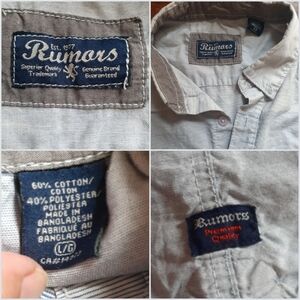 Est. 1977
Rumors
Superior Quality Genuine Brand
Trademark Guaranteed
Rumors
60% COTTON/
COTON
40% POLYESTER/
POLIESTER
MADE IN
BANGLADESH
FABRIQUE AU
BANGLADESH
L/G
Rumors
Premium
Quality